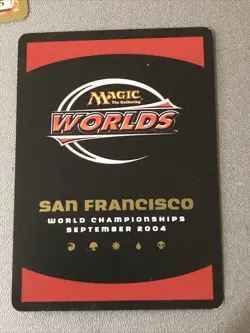 MAGIC
The Gathering
WORLDS
SAN FRANCISCO
WORLD CHAMPIONSHIPS
SEPTEMBER 2004